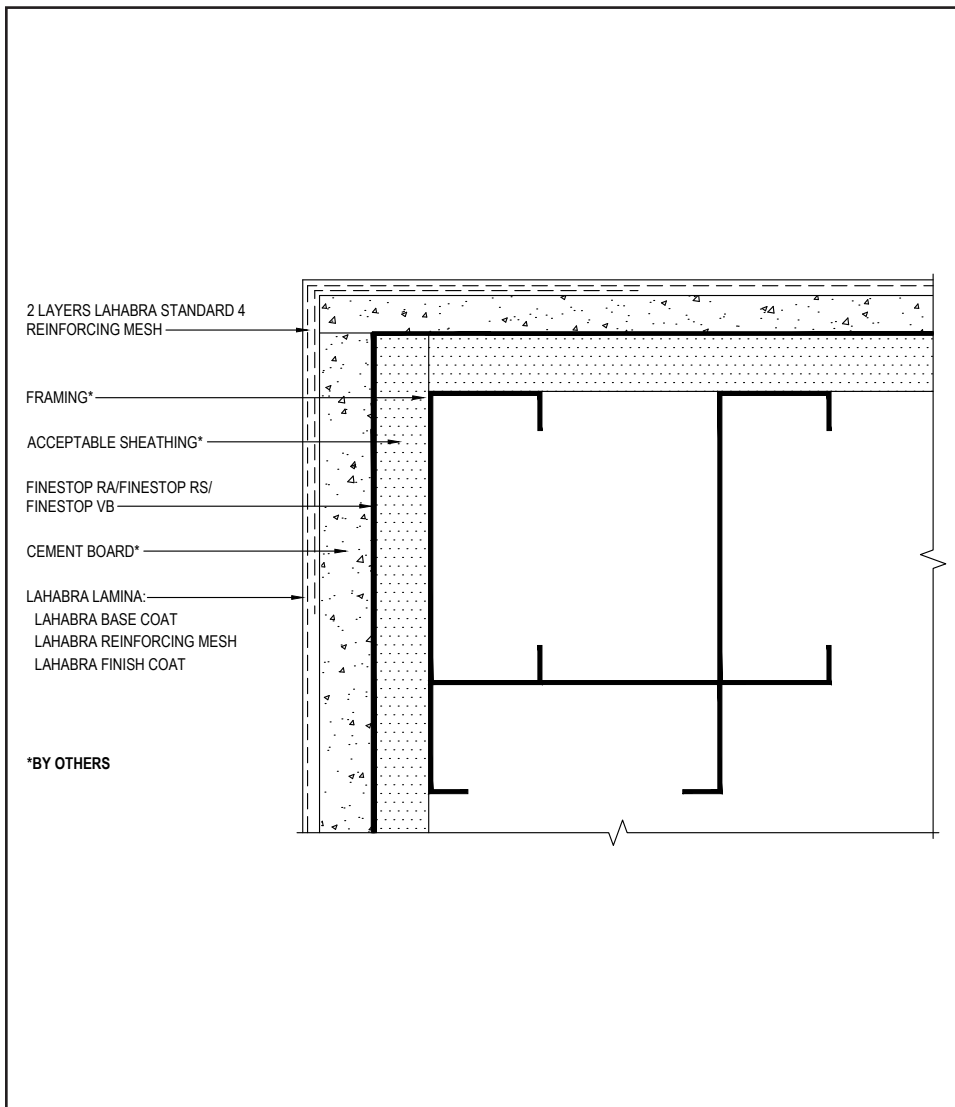 2 LAYERS LAHABRA STANDARD 4
REINFORCING MESH
FRAMING*
ACCEPTABLE SHEATHING*
FINESTOP RA/FINESTOP RS/
FINESTOP VB
CEMENT BOARD*
LAHABRA LAMINA:
LAHABRA BASE COAT
LAHABRA REINFORCING MESH
LAHABRA FINISH COAT
*BY OTHERS